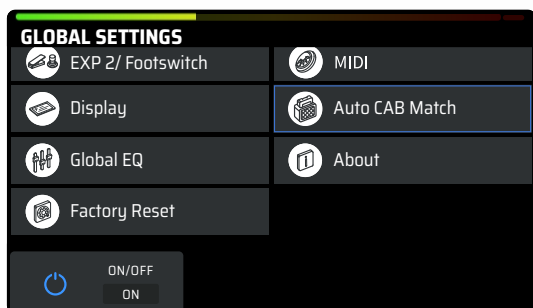 GLOBAL SETTINGS
EXP 2/ Footswitch
MIDI
Display
Auto CAB Match
Global EQ
About
Factory Reset
ON/OFF
ON